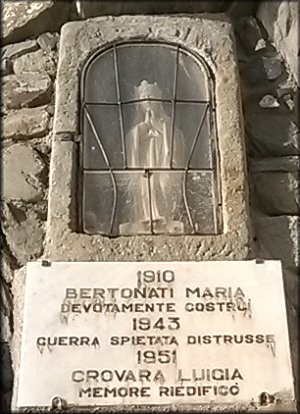 1910
BERTONATI MARIA
DEVOTAMENTE COSTRUÌ
1943
GUERRA SPIETATA DISTRUSSE
1951
CROVARA LUIGIA
MEMORE RIEDIFICÒ